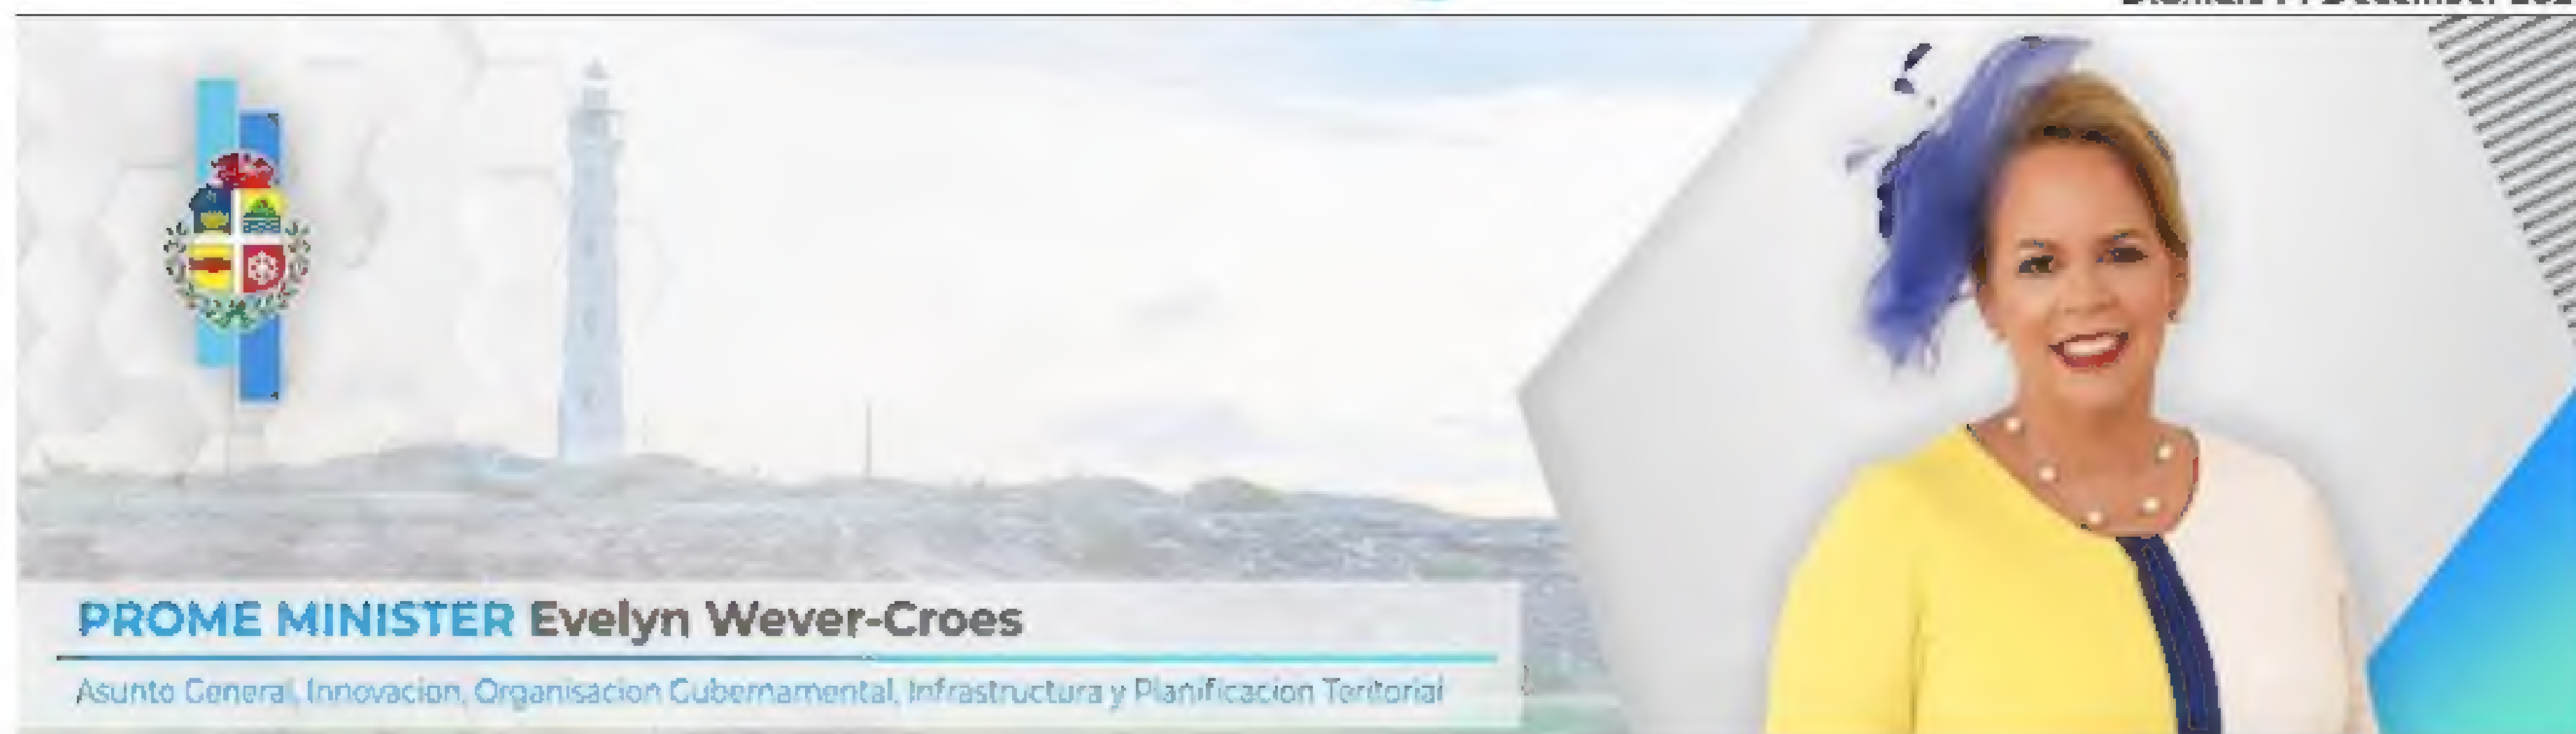 PROME MINISTER Evelyn Wever-Croes
Asunto General, Innovacion, Organisacion Gubernamental, Infrastructura y Planificacion Teritorial